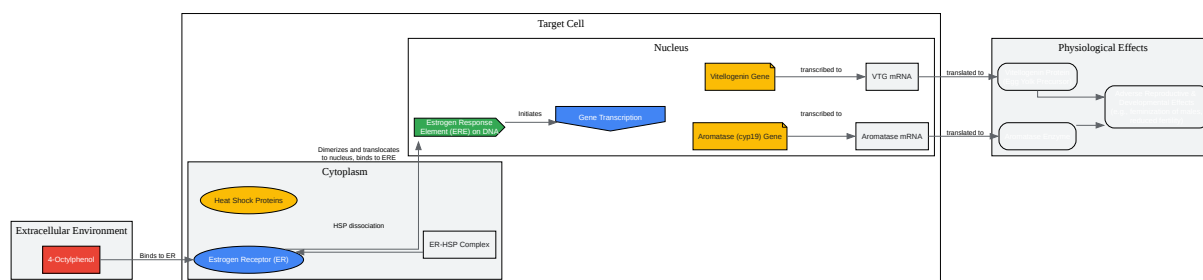 Target Cell
Nucleus
Physiological Effects
Vitellogenin Gene
transcribed to
VTG mRNA
translated to
Estrogen Response
Element (ERE) on DNA
Initiates
Gene Transcription
transcribed to
Aromatase (cyp19) Gene
Aromatase mRNA
translated to
Dimerizes and translocates
to nucleus, binds to ERE
Cytoplasm
Heat Shock Proteins
Extracellular Environment
HSP dissociation
ER-HSP Complex
4-Octylphenol
Binds to ER
Estrogen Receptor (ER)